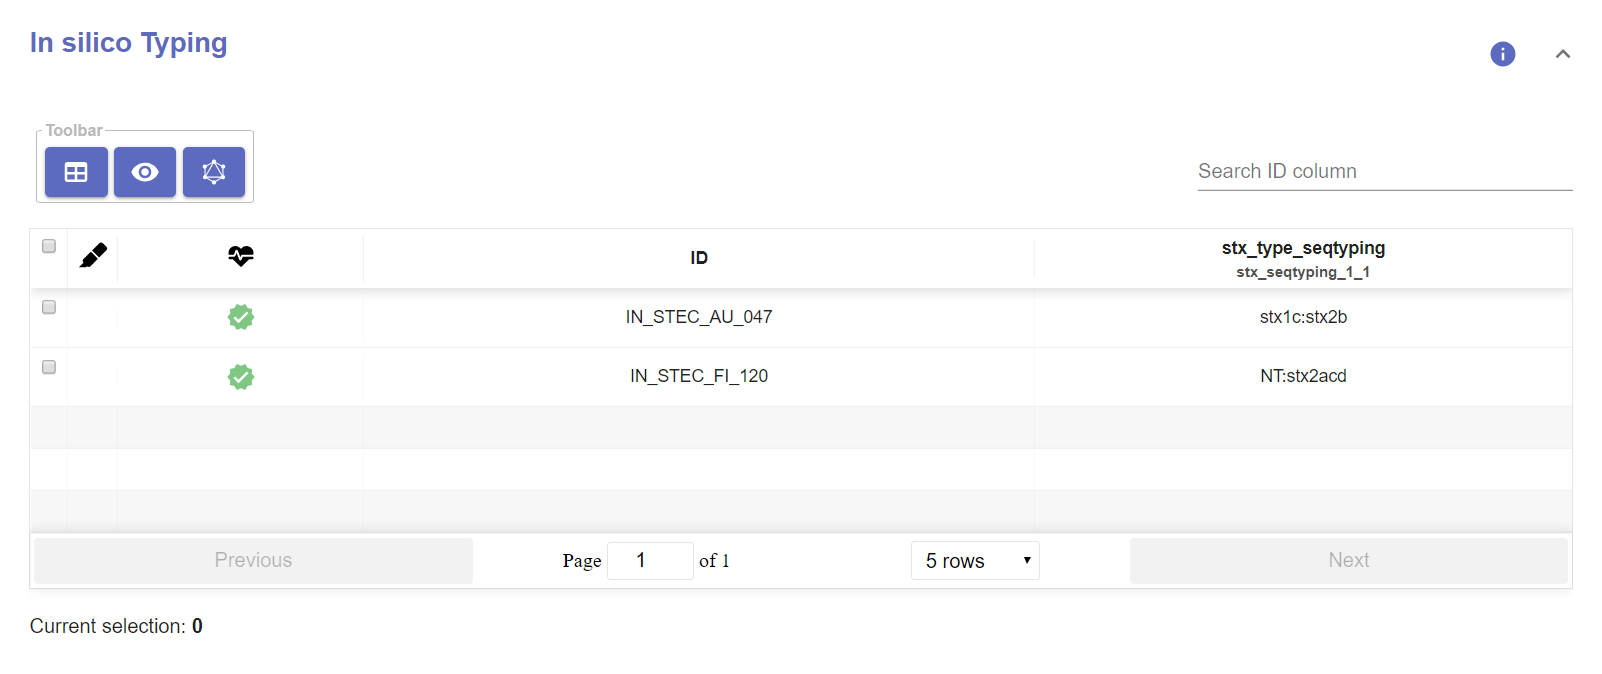 In silico Typing
Toolbar
Search ID column
ID
stx_type_seqtyping
stx_seqtyping_1_1
IN_STEC_AU_047 stx1c:stx2b
IN_STEC_FI_120 NT:stx2acd
Previous Page 1 of 1 5 rows Next
Current selection: 0